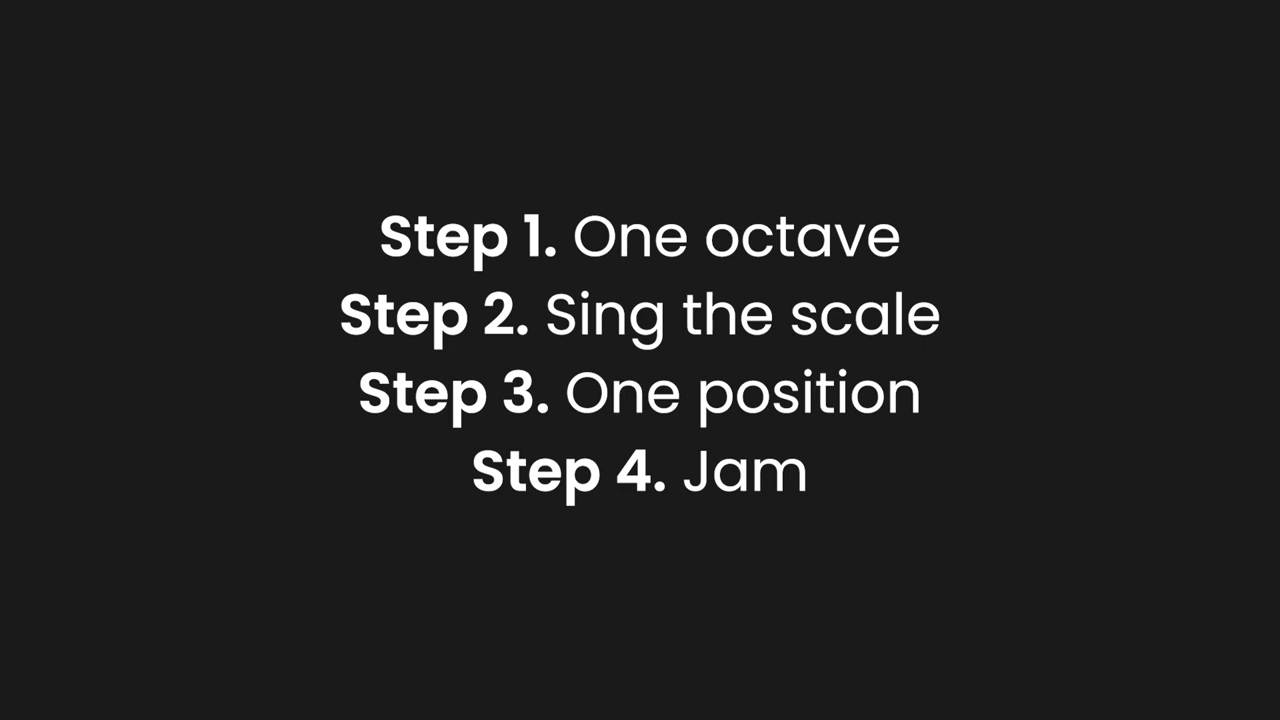 Step 1. One octave
Step 2. Sing the scale
Step 3. One position
Step 4. Jam